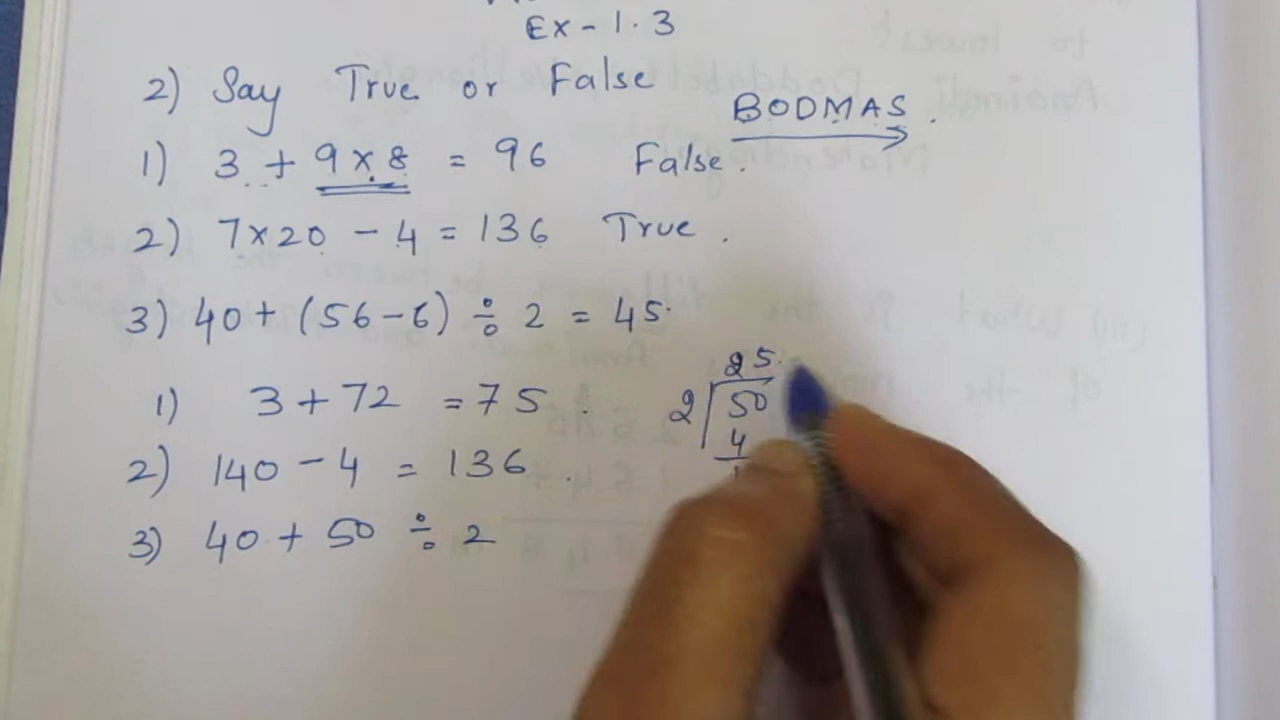 Ex-1.3
2) Say True or False
BODMAS.
1) 3 + 9 x 8 = 96 False.
2) 7x20 - 4 = 136 True.
3) 40+ (56-6) ÷ 2 = 45.
1) 3+72 =75.
2) 140 - 4 = 136.
3) 40 + 50 ÷ 2
25.
2 50
4